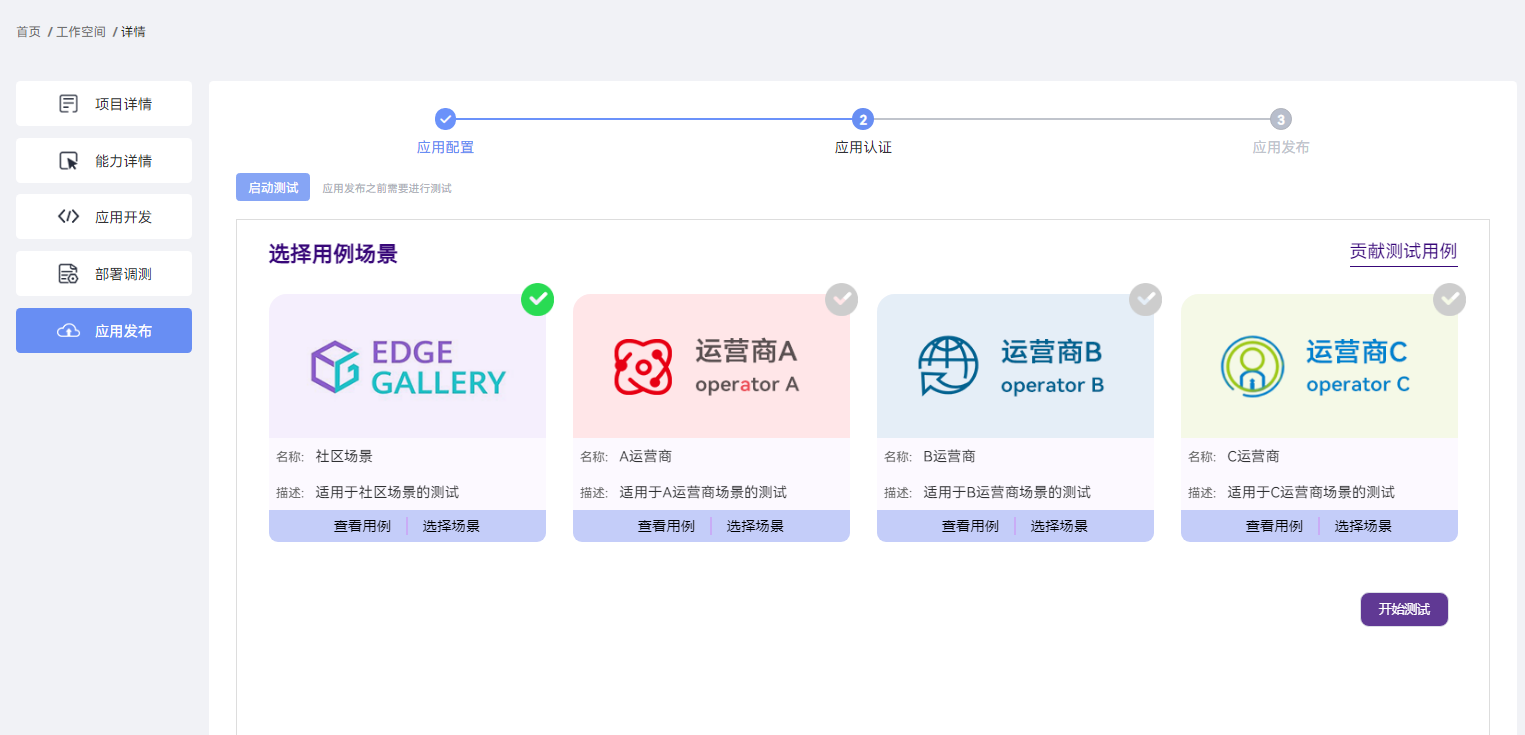 首页 / 工作空间 / 详情
项目详情
能力详情
应用开发
部署调测
应用发布
2
3
应用配置
应用认证
应用发布
启动测试 应用发布之前需要进行测试
选择用例场景
贡献测试用例
EDGE
GALLERY
名称: 社区场景
描述: 适用于社区场景的测试
查看用例 选择场景
运营商A
operator A
名称: A运营商
描述: 适用于A运营商场景的测试
查看用例 选择场景
运营商B
operator B
名称: B运营商
描述: 适用于B运营商场景的测试
查看用例 选择场景
运营商C
operator C
名称: C运营商
描述: 适用于C运营商场景的测试
查看用例 选择场景
开始测试